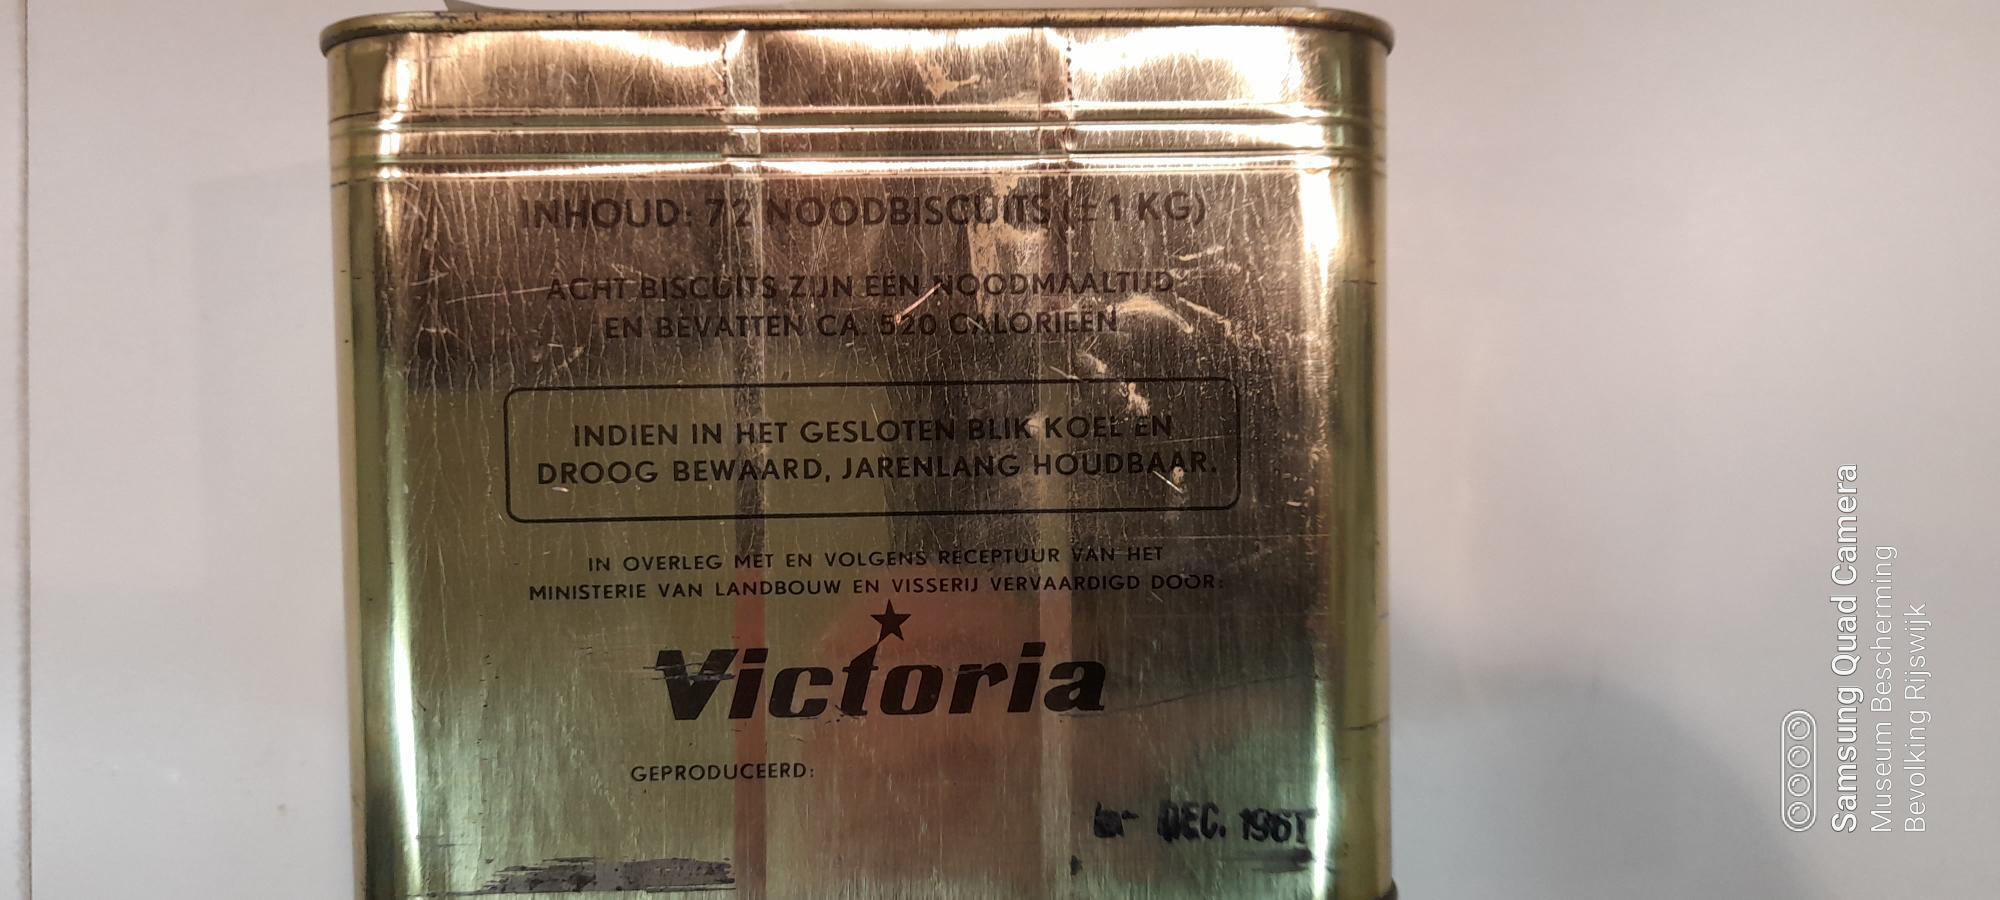 INHOUD: 72 NOODBISCUITS (± 1 KG)
ACHT BISCUITS ZIJN EEN NOODMAALTIJD
EN BEVATTEN CA. 520 CALORIEËN
INDIEN IN HET GESLOTEN BLIK KOEL EN
DROOG BEWAARD, JARENLANG HOUDBAAR.
IN OVERLEG MET EN VOLGENS RECEPTUUR VAN HET
MINISTERIE VAN LANDBOUW EN VISSERIJ VERVAARDIGD DOOR:
Victoria
GEPRODUCEERD:
DEC.
Samsung Quad Camera
Museum Bescherming
Bevolking Rijswijk